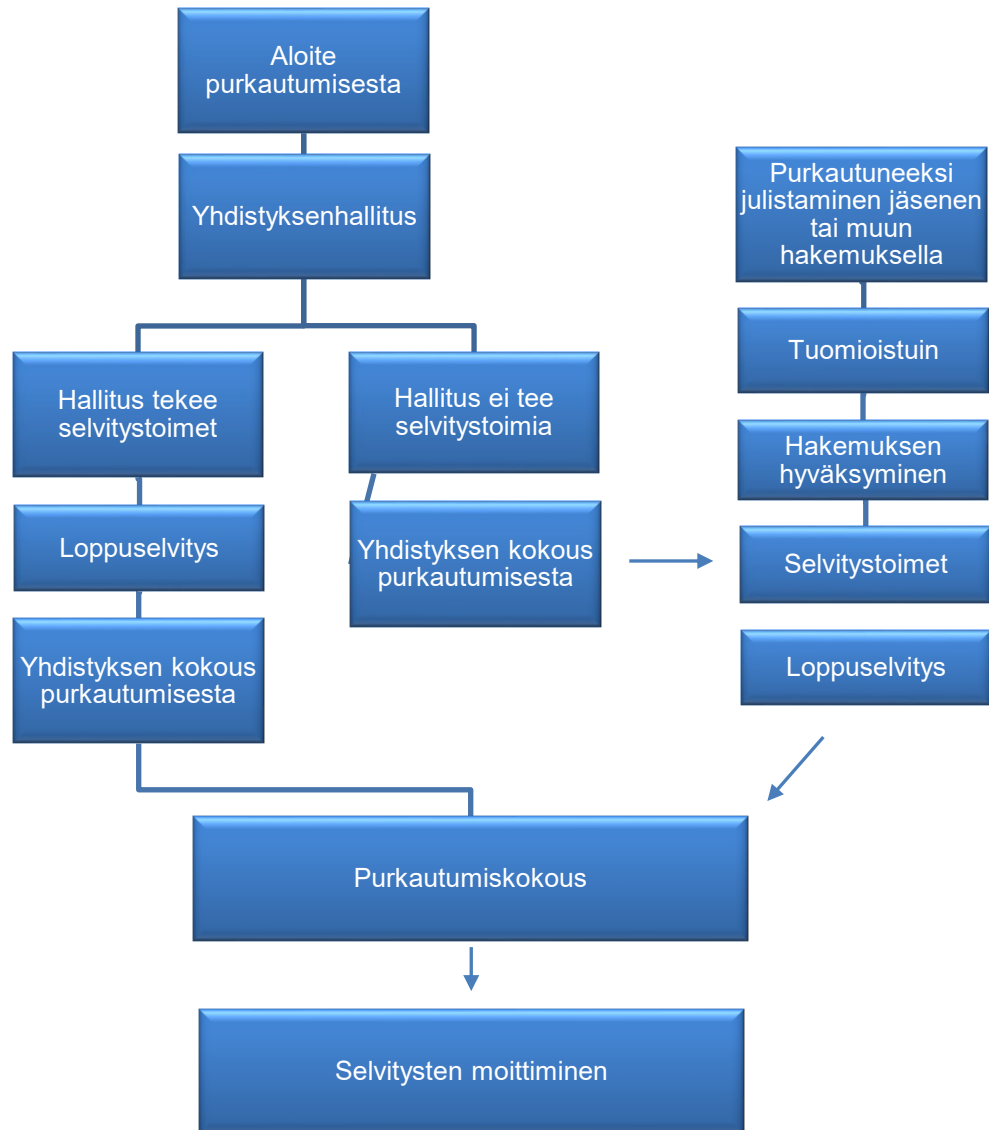 Aloite
purkautumisesta
Yhdistyksenhallitus
Hallitus tekee
selvitystoimet
Loppuselvitys
Yhdistyksen kokous
purkautumisesta
Hallitus ei tee
selvitystoimia
Yhdistyksen kokous
purkautumisesta
Purkautuneeksi
julistaminen jäsenen
tai muun
hakemuksella
Tuomioistuin
Hakemuksen
hyväksyminen
Selvitystoimet
Loppuselvitys
Purkautumiskokous
Selvitysten moittiminen